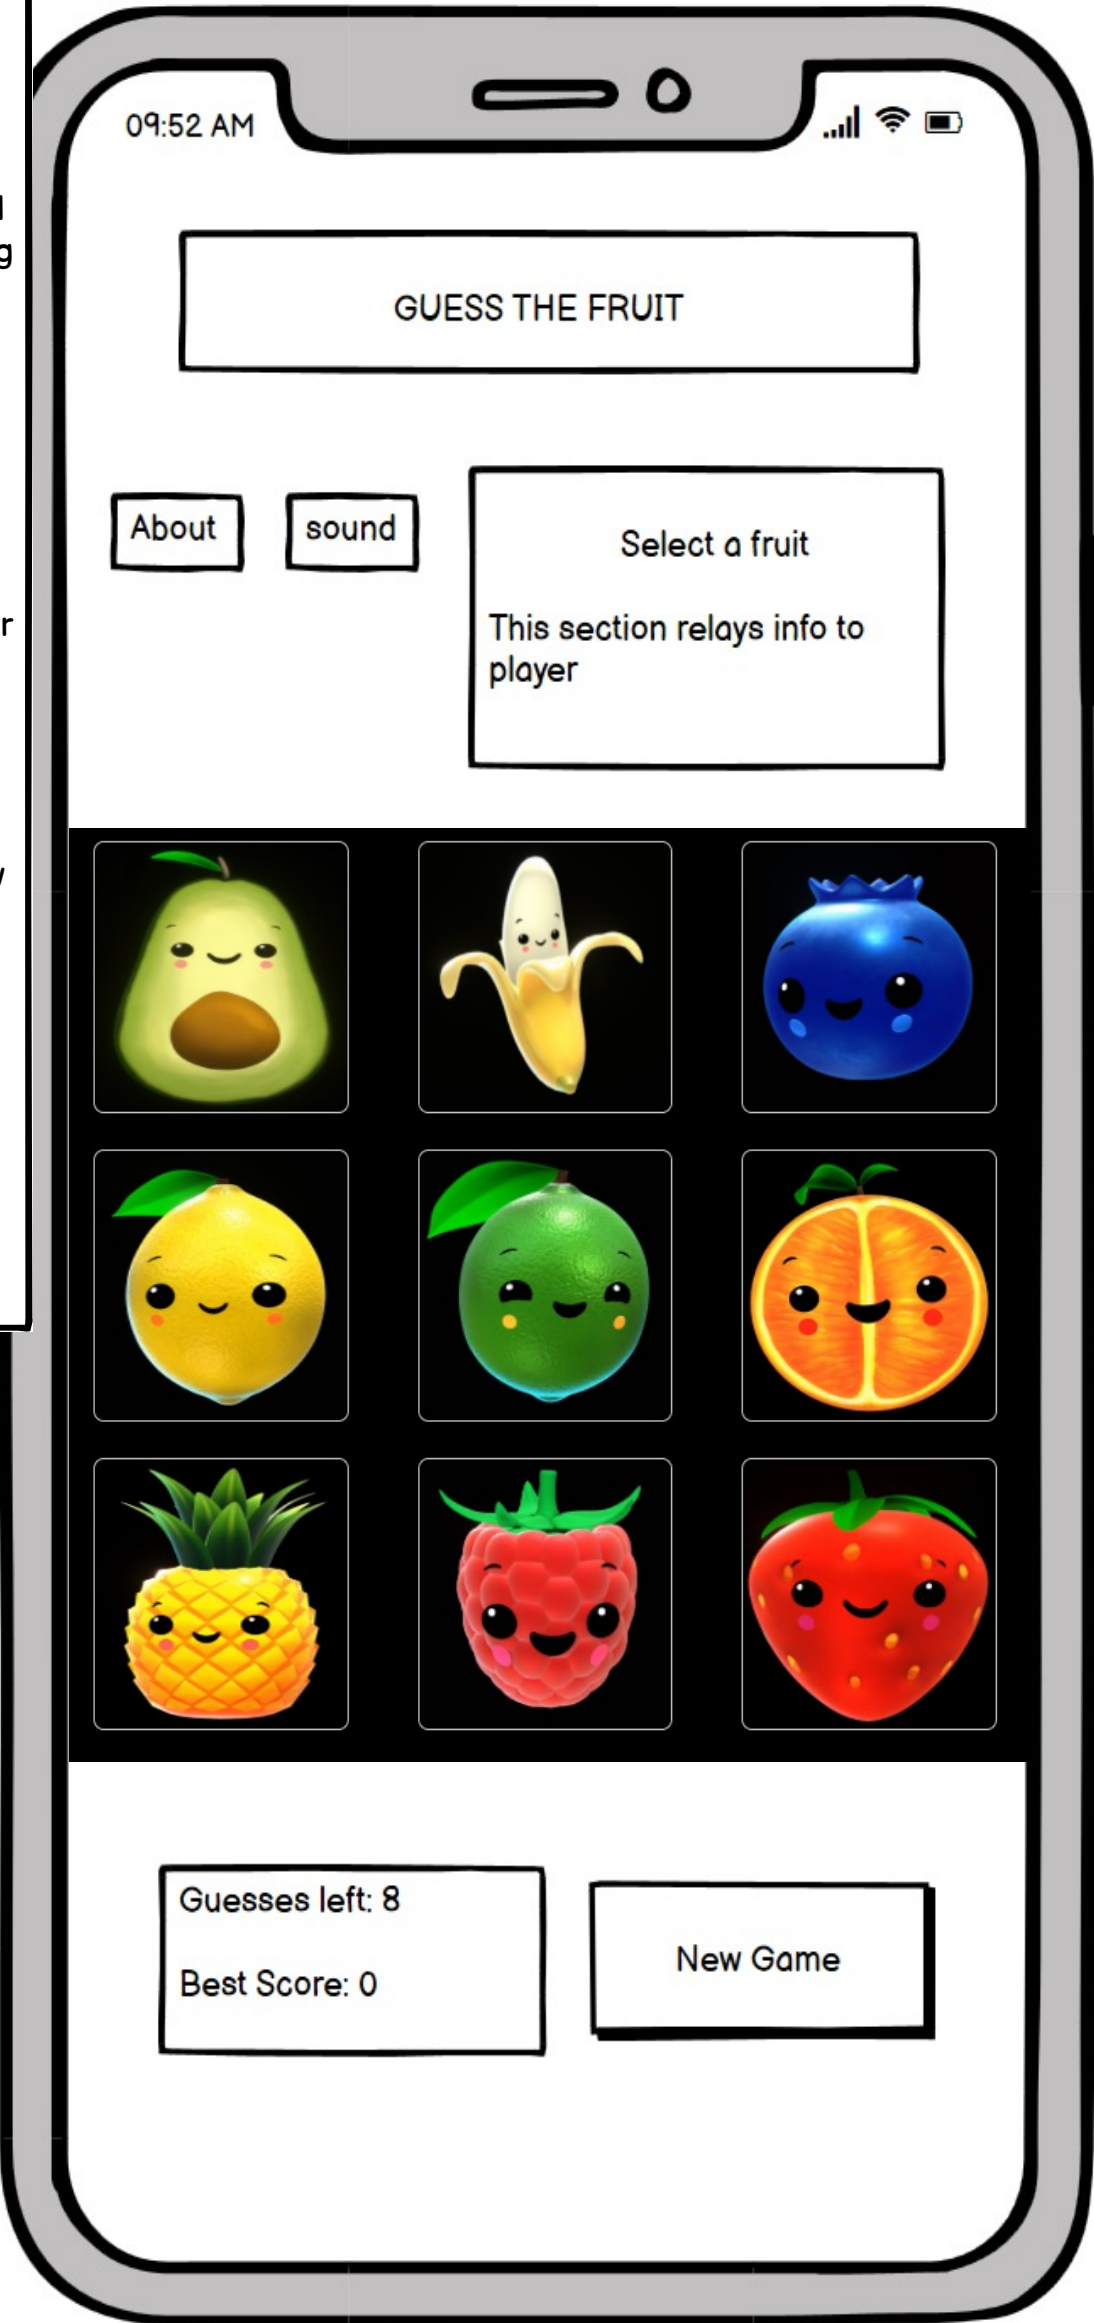 09:52 AM
GUESS THE FRUIT
About
sound
Select a fruit
This section relays info to
player
Guesses left: 8
Best Score: 0
New Game